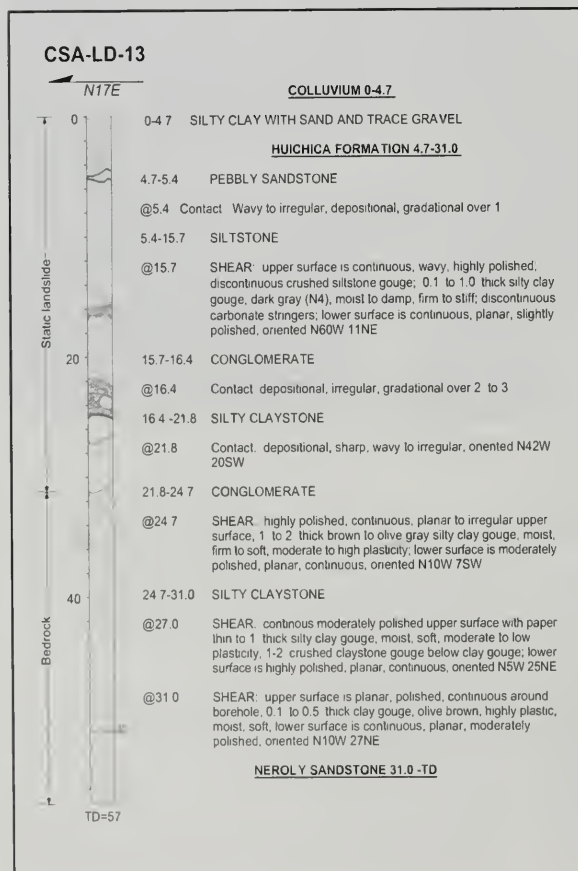 CSA-LD-13
N17E
COLLUVIUM 0-4.7
0
0-4 7 SILTY CLAY WITH SAND AND TRACE GRAVEL
HUICHICA FORMATION 4.7-31.0
4.7-5.4 PEBBLY SANDSTONE
@5.4 Contact Wavy to irregular, depositional, gradational over 1
5.4-15.7 SILTSTONE
@15.7 SHEAR: upper surface is continuous, wavy, highly polished;
discontinuous crushed siltstone gouge; 0.1 to 1.0 thick silty clay
gouge, dark gray (N4), moist to damp, firm to stiff; discontinuous
carbonate stringers; lower surface is continuous, planar, slightly
polished, oriented N60W 11NE
Static landslide
20
15.7-16.4 CONGLOMERATE
@16.4 Contact depositional, irregular, gradational over 2 to 3
16 4 -21.8 SILTY CLAYSTONE
@21.8 Contact. depositional, sharp, wavy to irregular, oriented N42W
20SW
21.8-24 7 CONGLOMERATE
@24 7 SHEAR. highly polished, continuous, planar to irregular upper
surface, 1 to 2 thick brown to olive gray silty clay gouge, moist,
firm to soft, moderate to high plasticity; lower surface is moderately
polished, planar, continuous, oriented N10W 7SW
40
24 7-31.0 SILTY CLAYSTONE
@27.0 SHEAR. continous moderately polished upper surface with paper
thin to 1 thick silty clay gouge, moist, soft, moderate to low
plasticity, 1-2 crushed claystone gouge below clay gouge; lower
surface is highly polished, planar, continuous, oriented N5W 25NE
Bedrock
@31 0 SHEAR: upper surface is planar, polished, continuous around
borehole, 0.1 to 0.5 thick clay gouge, olive brown, highly plastic,
moist, soft, lower surface is continuous, planar, moderately
polished, oriented N10W 27NE
NEROLY SANDSTONE 31.0 -TD
TD=57